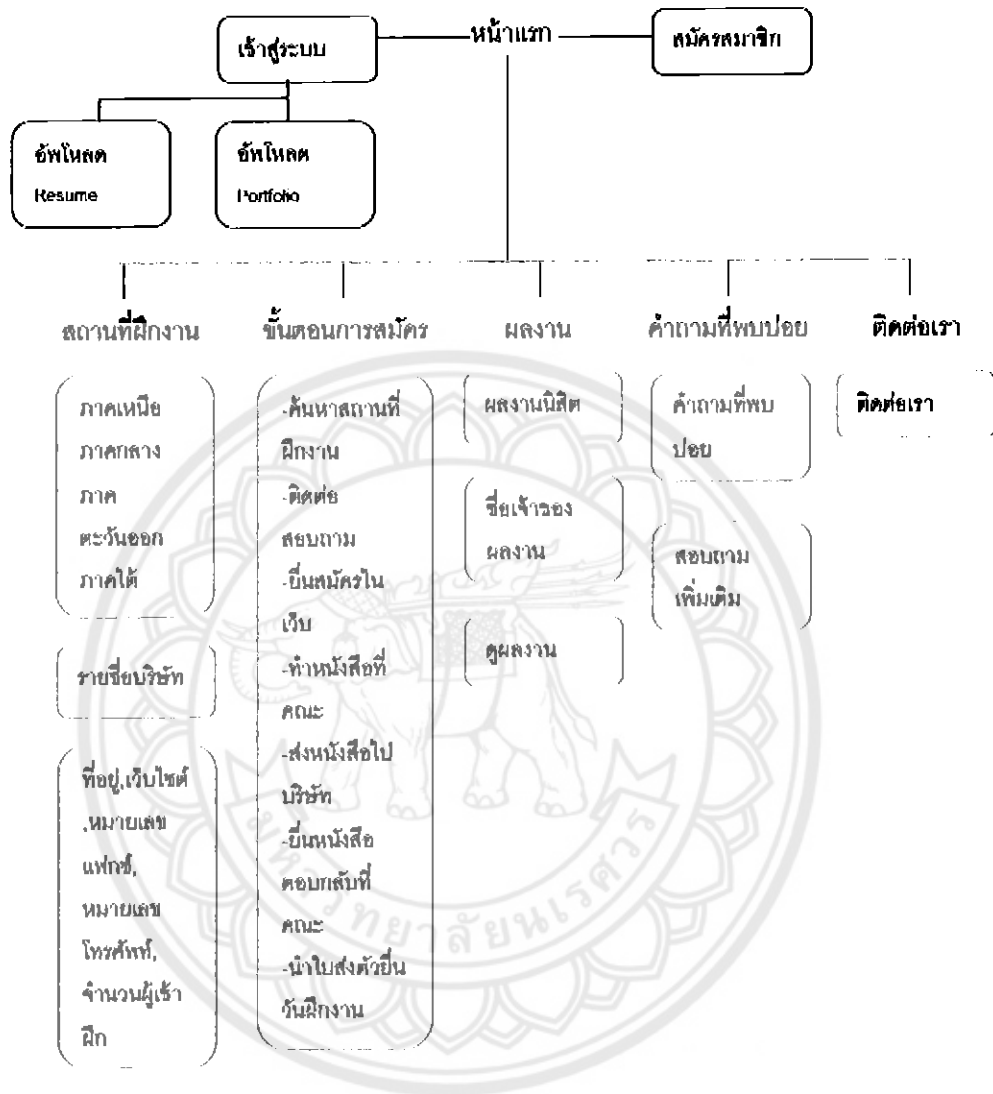 หน้าแรก
เข้าสู่ระบบ
สมัครสมาชิก
อัพโหลด
Resume
อัพโหลด
Portfolio
สถานที่ฝึกงาน
ภาคเหนือ
ภาคกลาง
ภาค
ตะวันออก
ภาคใต้
รายชื่อบริษัท
ที่อยู่,เว็บไซต์
,หมายเลข
แฟกซ์,
หมายเลข
โทรศัพท์,
จำนวนผู้เข้า
ฝึก
ขั้นตอนการสมัคร
-ค้นหาสถานที่
ฝึกงาน
-ติดต่อ
สอบถาม
-ยื่นสมัครใน
เว็บ
-ทำหนังสือที่
คณะ
-ส่งหนังสือไป
บริษัท
-ยื่นหนังสือ
ตอบกลับที่
คณะ
-นำใบส่งตัวยื่น
วันฝึกงาน
ผลงาน
ผลงานนิสิต
ชื่อเจ้าของ
ผลงาน
ดูผลงาน
คำถามที่พบบ่อย
คำถามที่พบ
บ่อย
สอบถาม
เพิ่มเติม
ติดต่อเรา
ติดต่อเรา
มหาวิทยาลัยนเรศวร